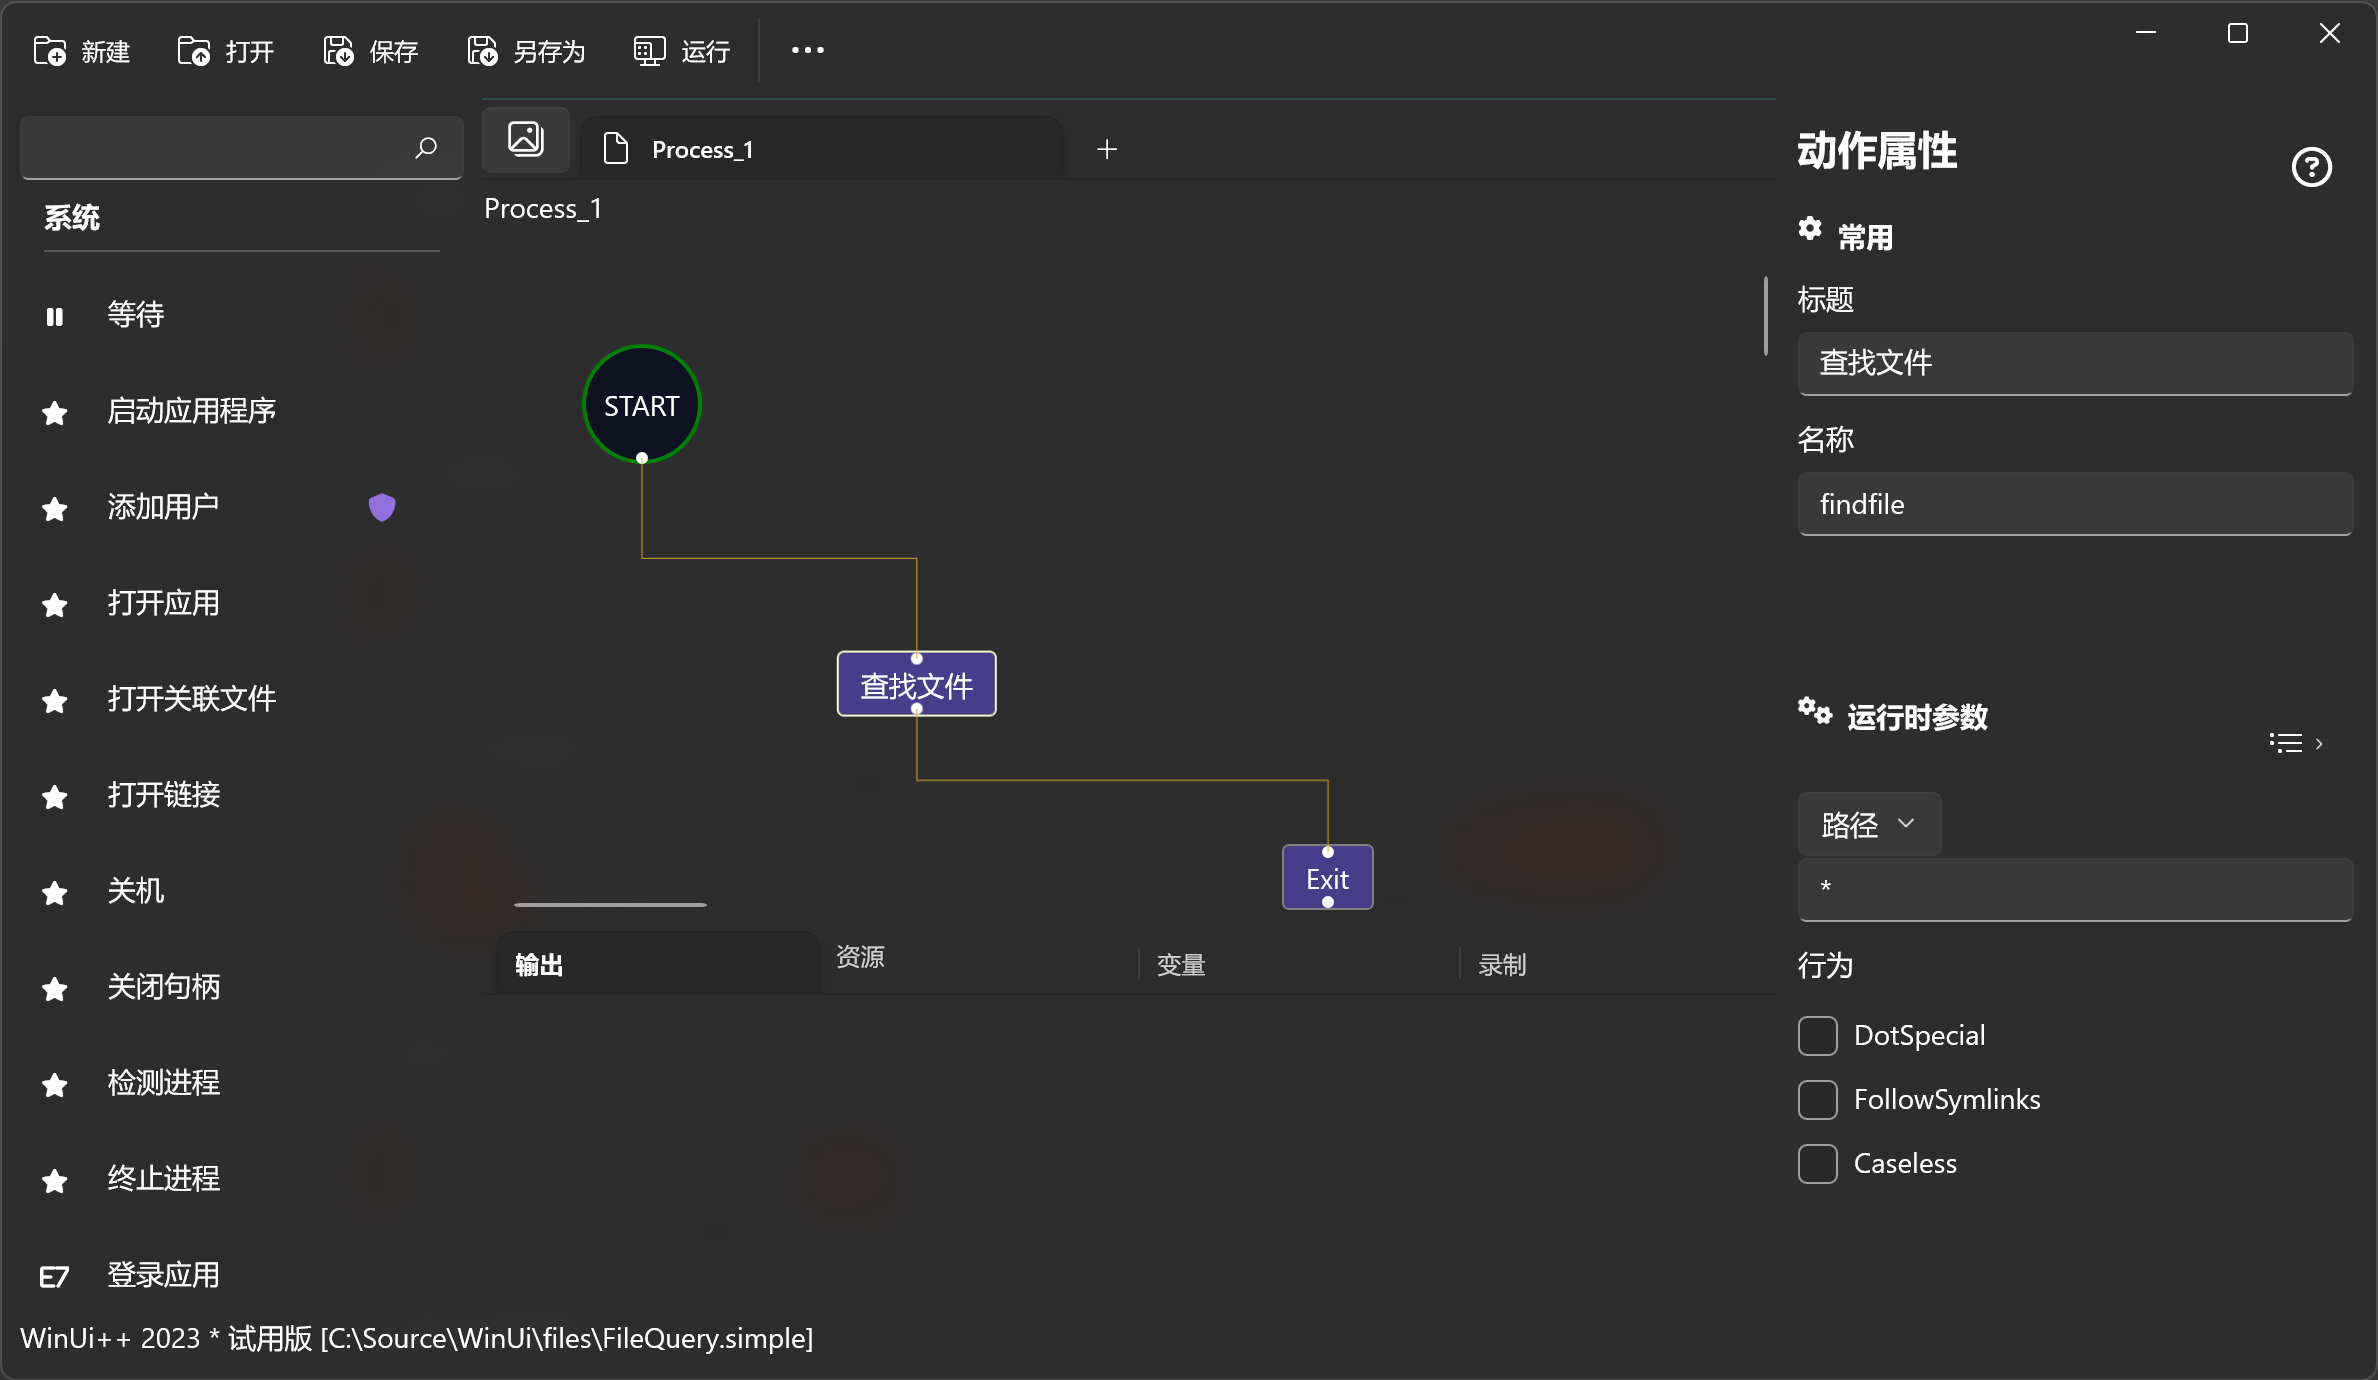 新建 打开 保存 另存为 运行
Process_1
Process_1
系统
等待
启动应用程序
添加用户
打开应用
打开关联文件
打开链接
关机
关闭句柄
检测进程
终止进程
登录应用
START
查找文件
Exit
输出 资源 变量 录制
动作属性
常用
标题
查找文件
名称
findfile
运行时参数
路径
*
行为
DotSpecial
FollowSymlinks
Caseless
WinUi++ 2023 * 试用版 [C:\Source\WinUi\files\FileQuery.simple]